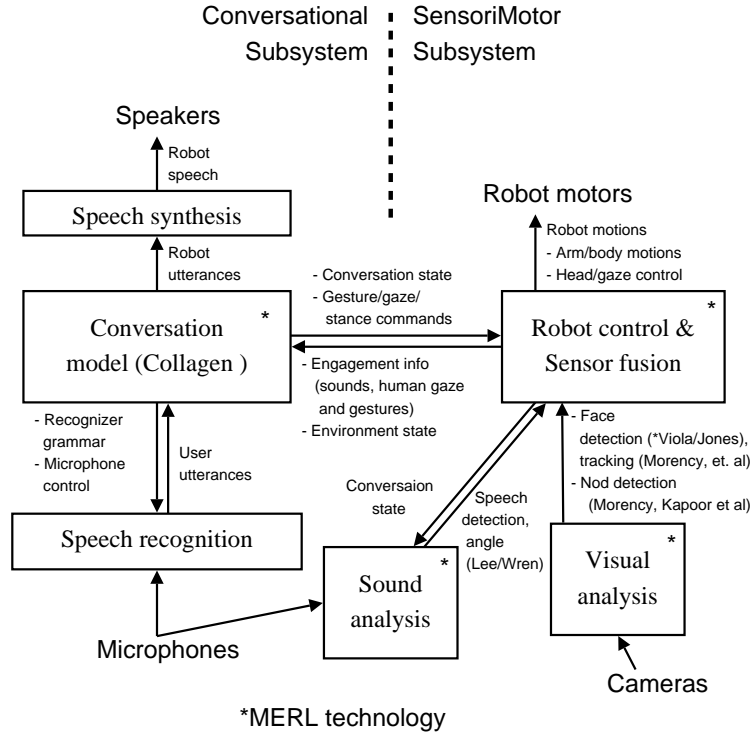 Conversational
Subsystem
SensoriMotor
Subsystem
Speakers
Robot
speech
Speech synthesis
Robot
utterances
Robot motors
Robot motions
- Arm/body motions
- Head/gaze control
- Conversation state
- Gesture/gaze/
stance commands
*
Conversation
model (Collagen )
*
Robot control &
Sensor fusion
- Engagement info
(sounds, human gaze
and gestures)
- Environment state
- Recognizer
grammar
- Microphone
control
User
utterances
- Face
detection (*Viola/Jones),
tracking (Morency, et. al)
- Nod detection
(Morency, Kapoor et al)
Conversaion
state
Speech
detection,
angle
(Lee/Wren)
Speech recognition
*
Sound
analysis
*
Visual
analysis
Microphones
Cameras
*MERL technology